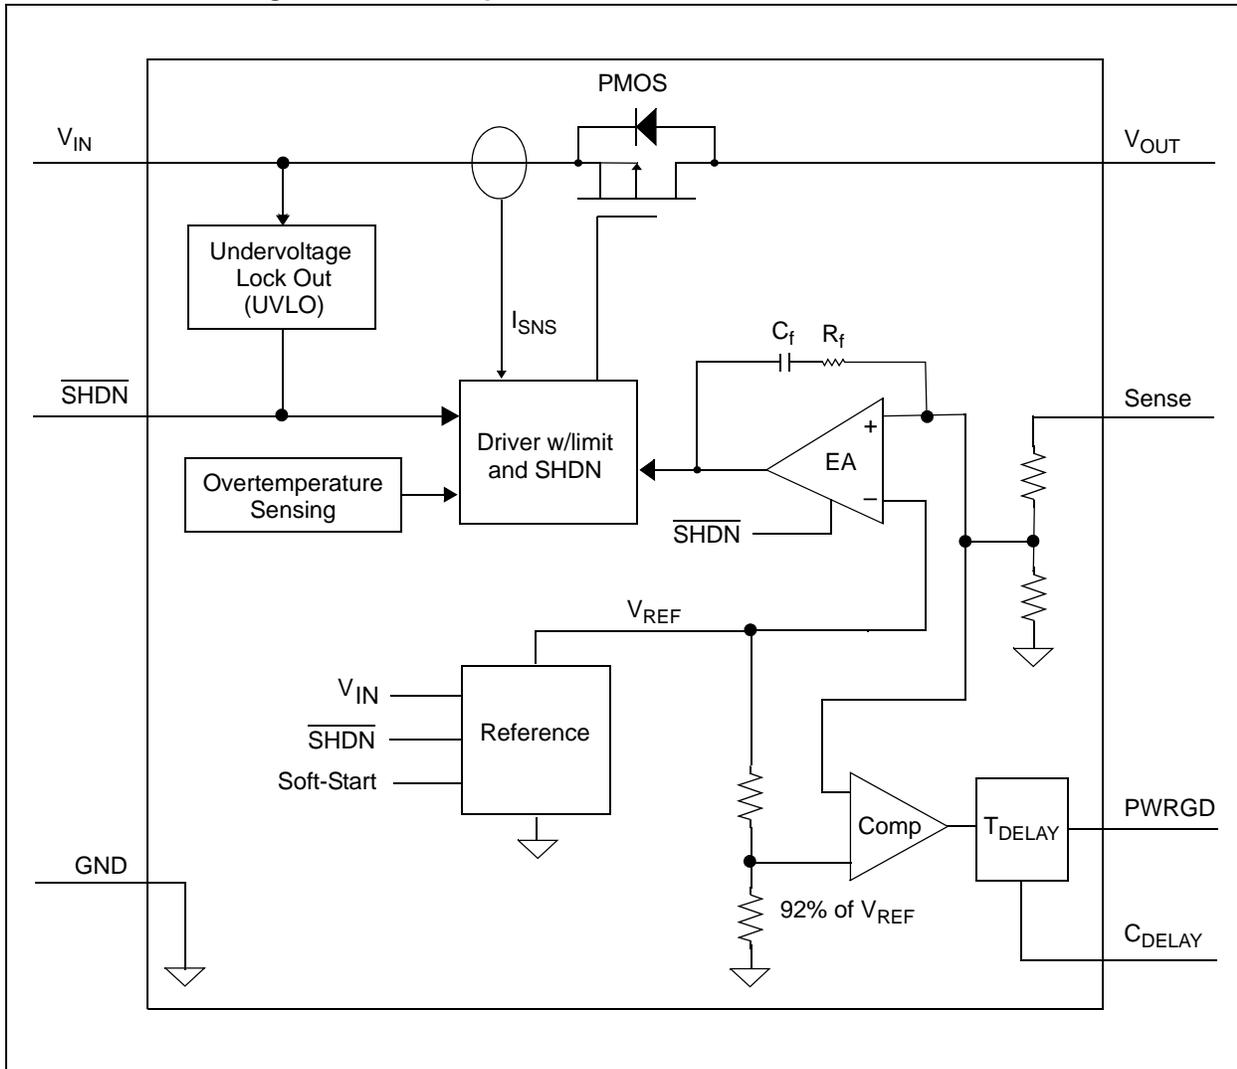 PMOS
VIN
VOUT
Undervoltage
Lock Out
(UVLO)
ISNS
Cf
Rf
SHDN
Sense
Driver w/limit
and SHDN
+
EA
−
Overtemperature
Sensing
SHDN
VREF
VIN
SHDN
Soft-Start
Reference
Comp
TDELAY
PWRGD
GND
92% of VREF
CDELAY